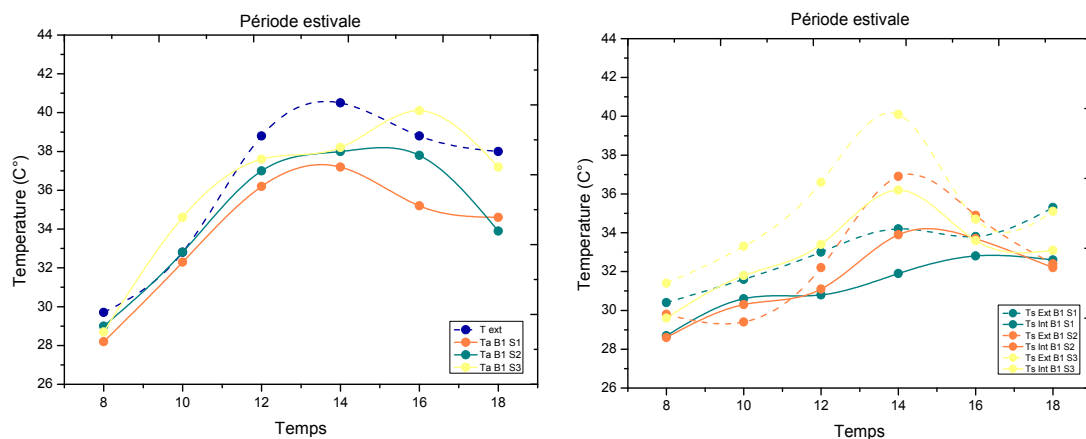 Période estivale
44
42
40
38
36
34
32
30
28
26
Temperature (C°)
8 10 12 14 16 18
Temps
T ext
Ta B1 S1
Ta B1 S2
Ta B1 S3
Période estivale
44
42
40
38
36
34
32
30
28
26
Temperature (C°)
8 10 12 14 16 18
Temps
Ts Ext B1 S1
Ts Int B1 S1
Ts Ext B1 S2
Ts Int B1 S2
Ts Ext B1 S3
Ts Int B1 S3